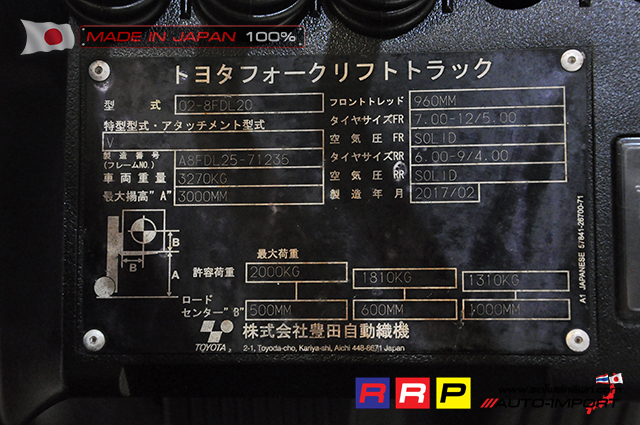 MADE IN JAPAN 100%
トヨタフォークリフトトラック
型 式 02-8FDL20
特型型式・アタッチメント型式
V
製造番号
(フレームNO.) A8FDL25-71235
車両重量 3270KG
最大揚高"A" 3000MM
フロントトレッド 960MM
タイヤサイズFR 7.00-12/5.00
空気圧FR SOLID
タイヤサイズRR 6.00-9/4.00
空気圧RR SOLID
製造年月 2017/02
B
B
A
最大荷重
許容荷重 2000KG 1810KG 1310KG
ロード
センター"B" 500MM 600MM 1000MM
TOYOTA
株式会社豊田自動織機
2-1, Toyoda-cho, Kariya-shi, Aichi 448-8671 Japan
A1 JAPANESE 57841-26700-71
RRP
AUTO-IMPORT